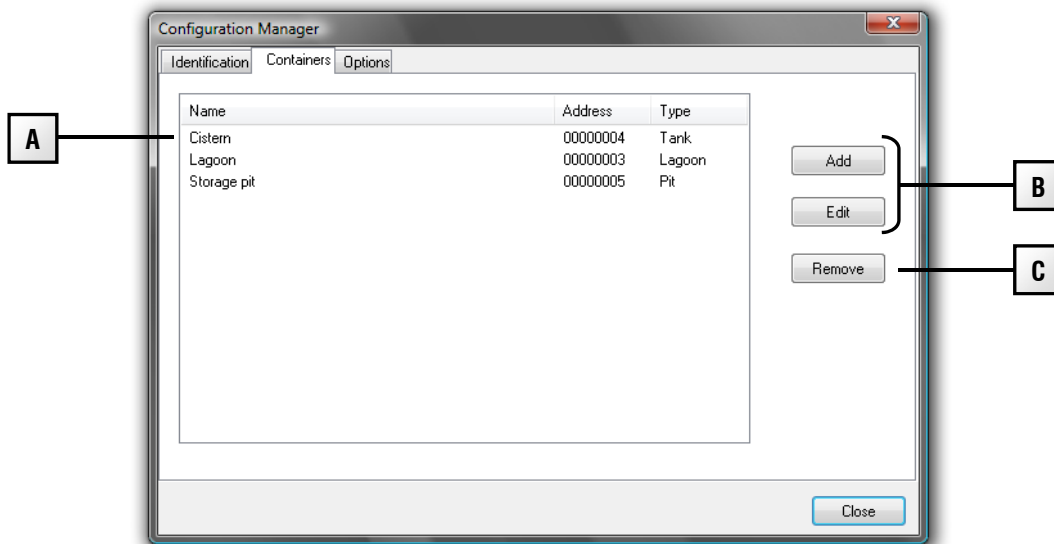 Configuration Manager
Identification Containers Options
Name Address Type
A
Cistern 00000004 Tank
Lagoon 00000003 Lagoon
Storage pit 00000005 Pit
Add
B
Edit
Remove
C
Close